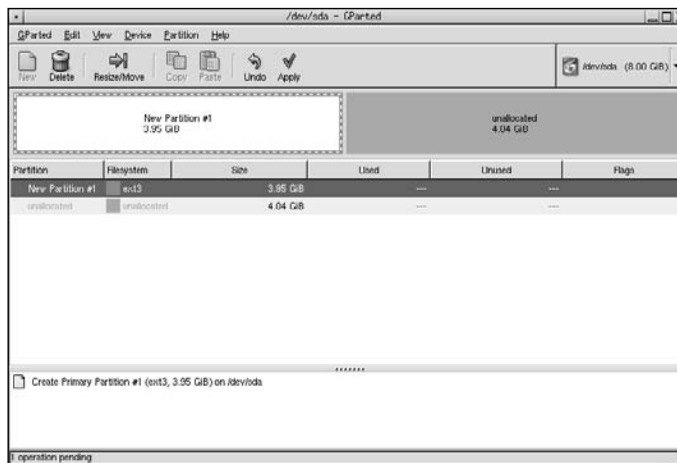 /dev/sda - GParted
GParted Edit View Device Partition Help
New Delete Resize/Move Copy Paste Undo Apply
/dev/sda (8.00 GiB)
New Partition #1
3.95 GiB
unallocated
4.04 GiB
Partition Filesystem Size Used Unused Flags
New Partition #1 ext3 3.95 GiB --- ---
unallocated unallocated 4.04 GiB --- ---
Create Primary Partition #1 (ext3, 3.95 GiB) on /dev/sda
1 operation pending